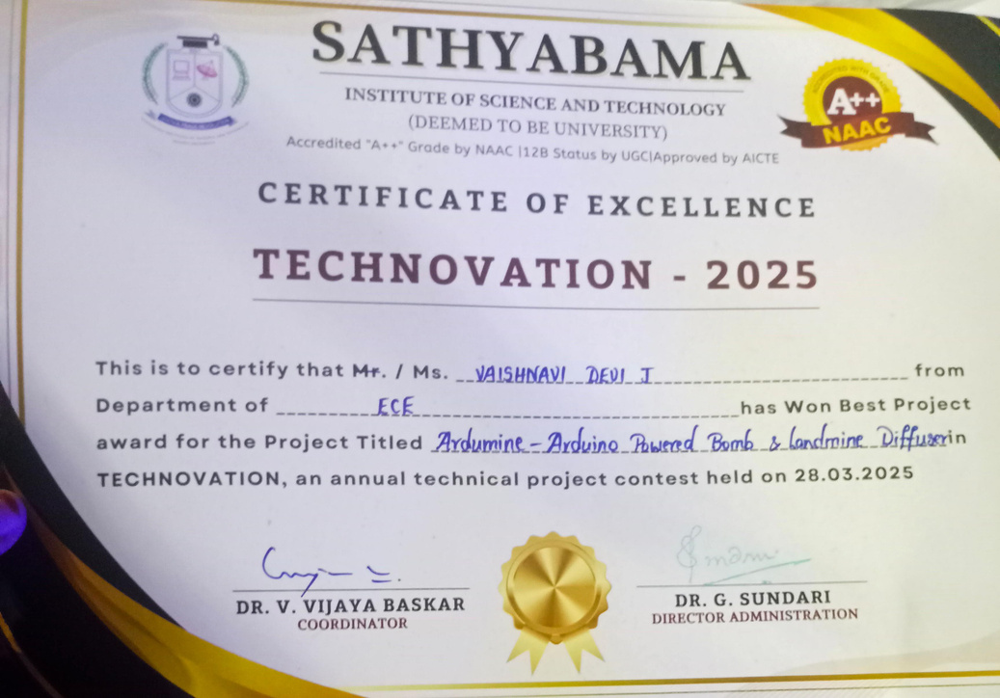 SATHYABAMA
INSTITUTE OF SCIENCE AND TECHNOLOGY
(DEEMED TO BE UNIVERSITY)
Accredited "A++" Grade by NAAC |12B Status by UGC|Approved by AICTE
ACCREDITED WITH GRADE
A++
NAAC
CERTIFICATE OF EXCELLENCE
TECHNOVATION - 2025
This is to certify that Mr. / Ms. VAISHNAVI DEVI J from
Department of ECE has Won Best Project
award for the Project Titled Ardumine - Arduino Powered Bomb & landmine Diffuser in
TECHNOVATION, an annual technical project contest held on 28.03.2025
DR. V. VIJAYA BASKAR
COORDINATOR
DR. G. SUNDARI
DIRECTOR ADMINISTRATION